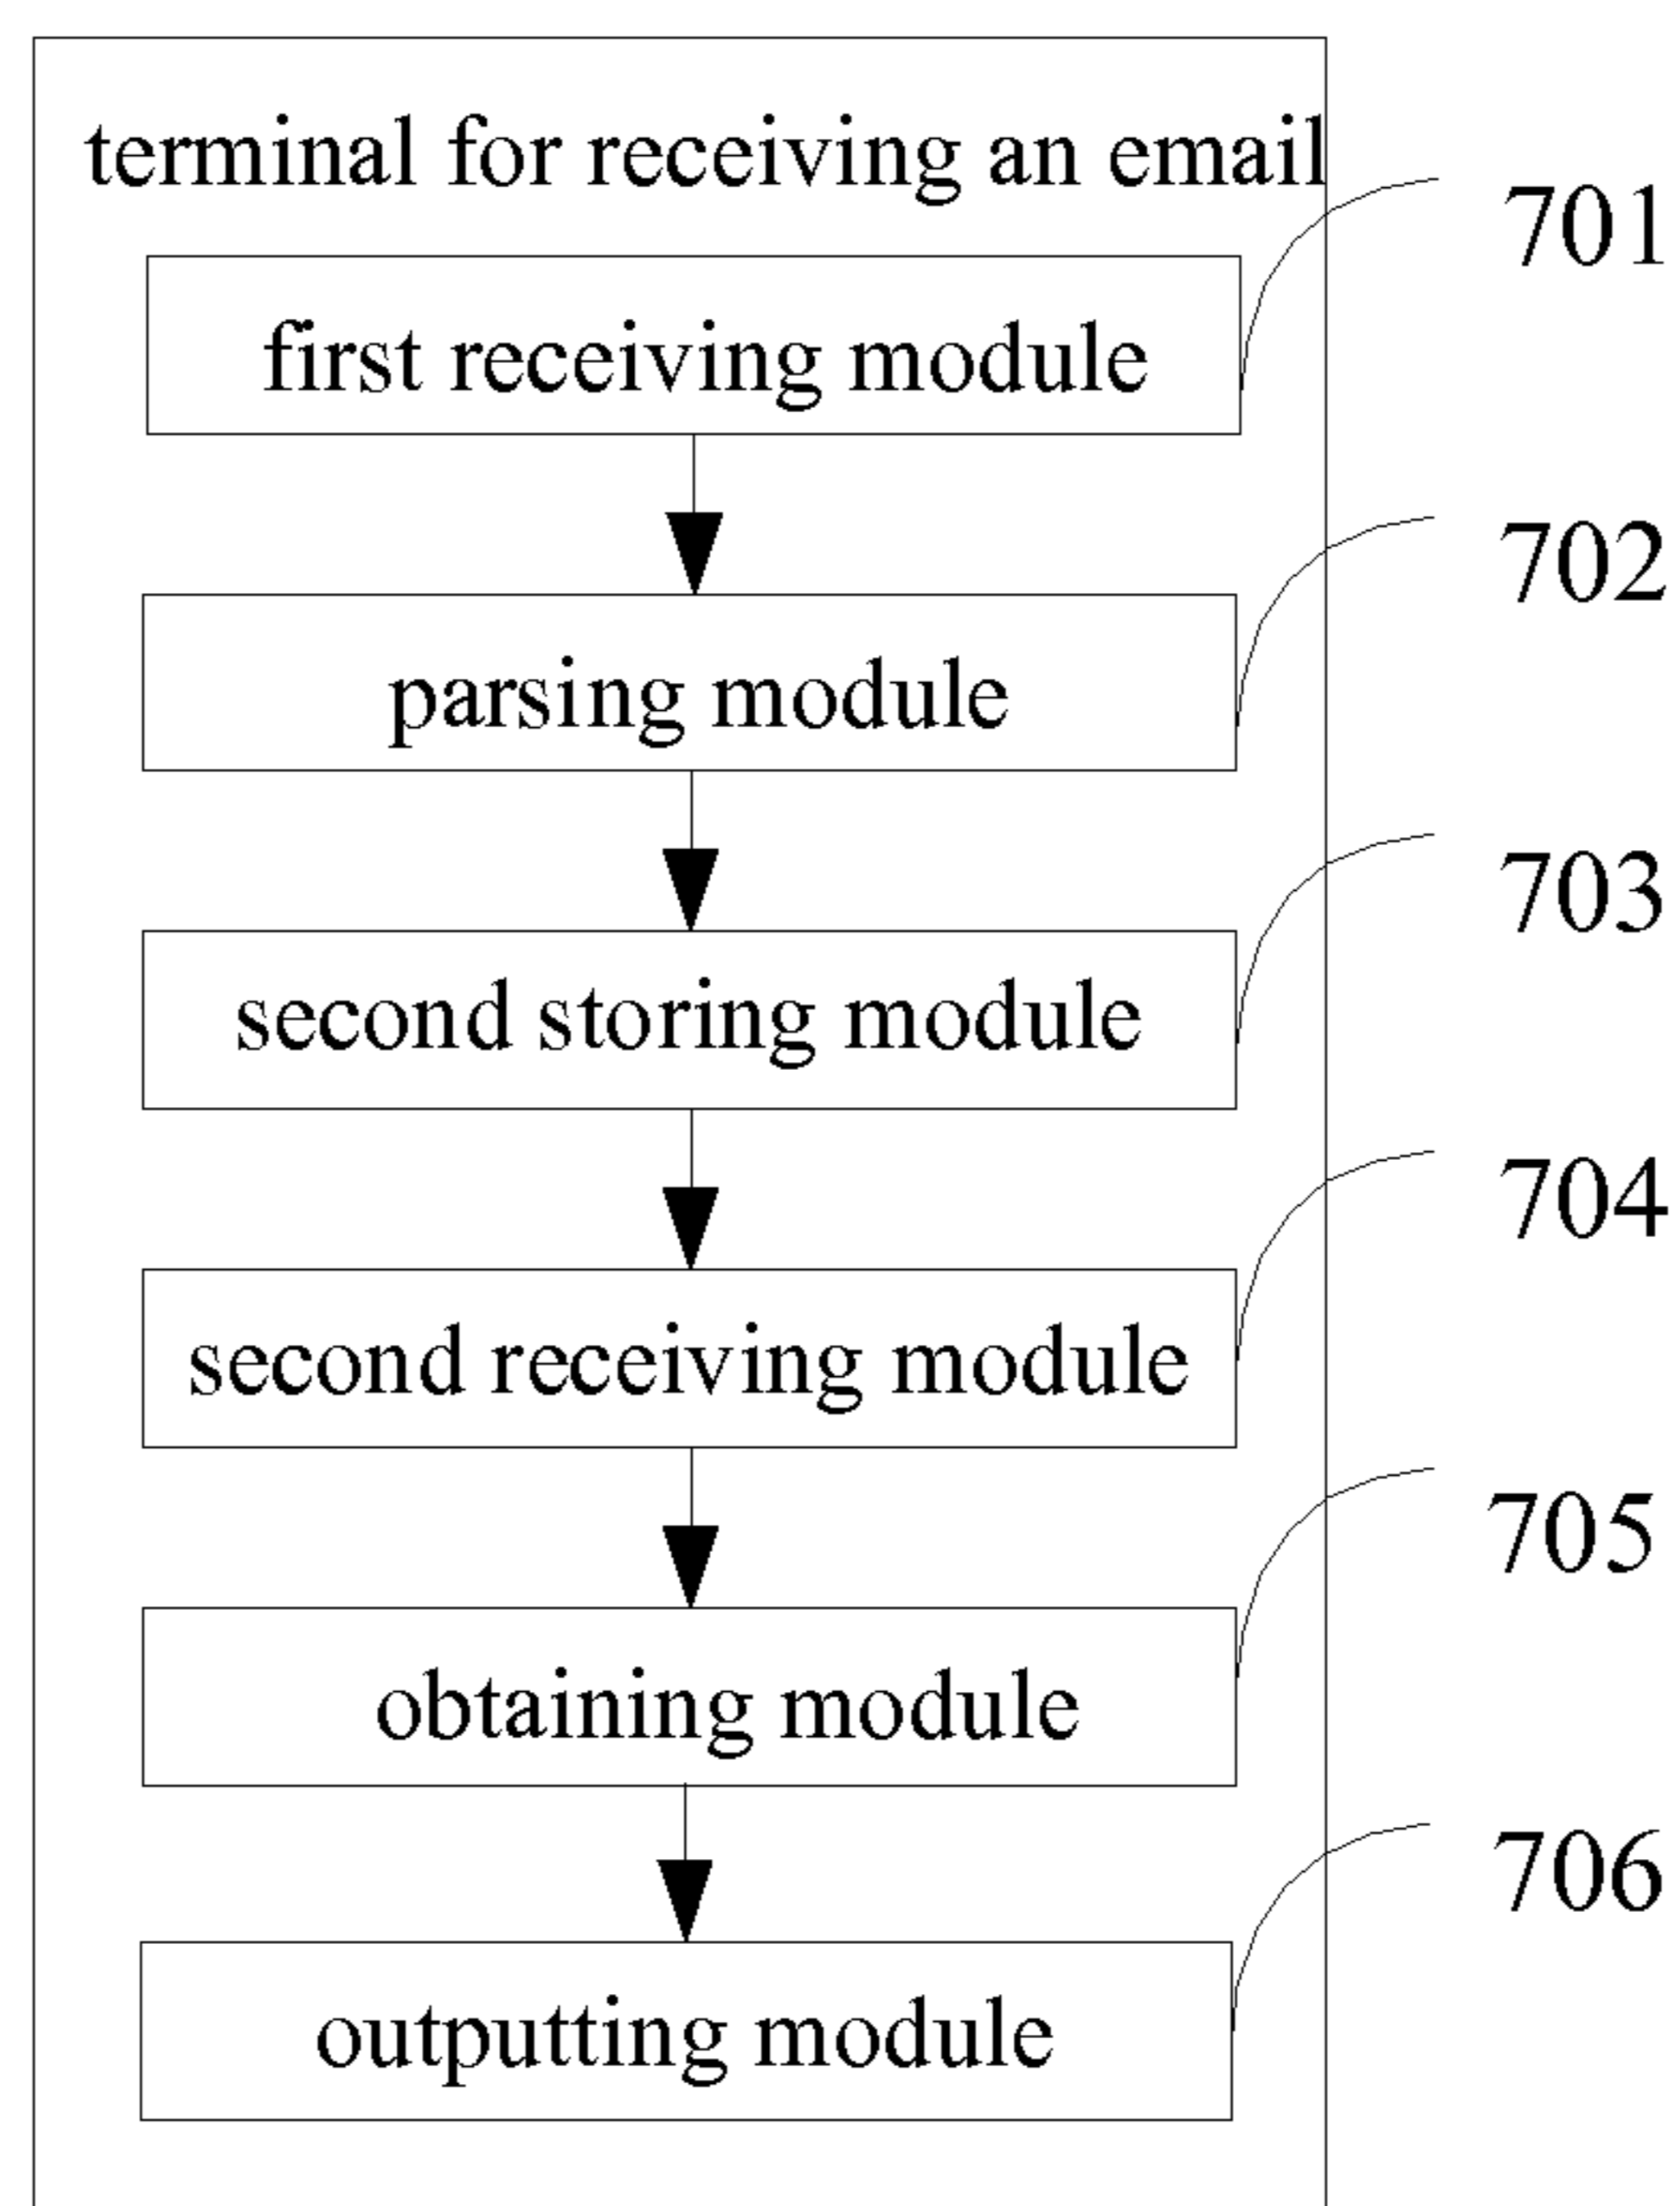 terminal for receiving an email
701
first receiving module
702
parsing module
703
second storing module
704
second receiving module
705
obtaining module
706
outputting module